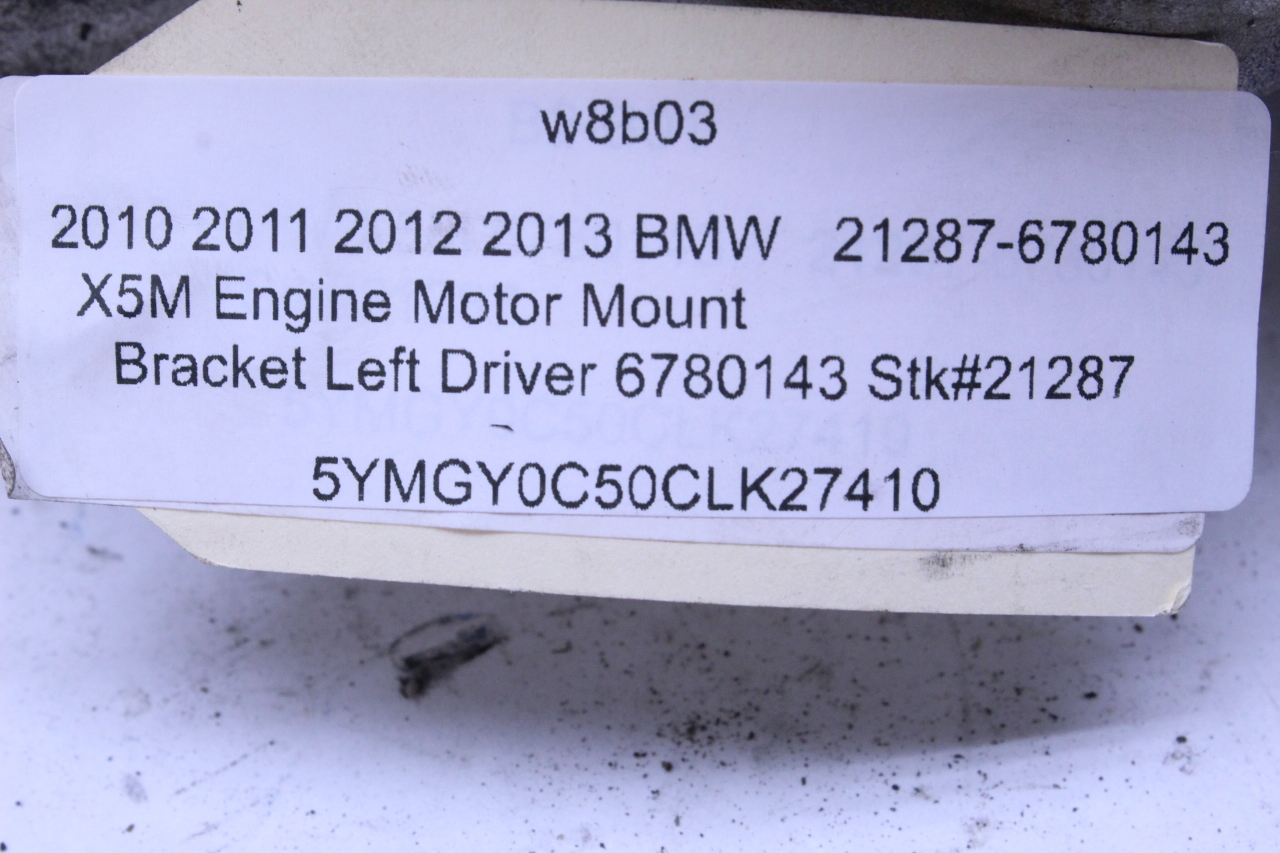 w8b03
2010 2011 2012 2013 BMW 21287-6780143
X5M Engine Motor Mount
Bracket Left Driver 6780143 Stk#21287
5YMGY0C50CLK27410